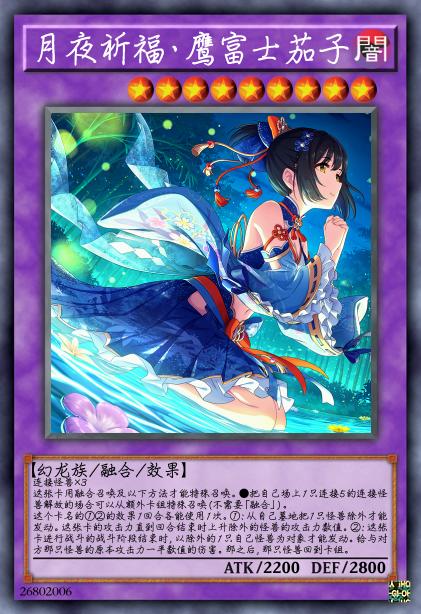 月夜祈福·鹰富士茄子
闇
【幻龙族/融合/效果】
连接怪兽×3
这张卡用融合召唤及以下方法才能特殊召唤。●把自己场上1只连接5的连接怪
兽解放的场合可以从额外卡组特殊召唤(不需要「融合」)。
这个卡名的①②的效果1回合各能使用1次。①:从自己墓地把1只怪兽除外才能
发动。这张卡的攻击力直到回合结束时上升除外的怪兽的攻击力数值。②:这张
卡进行战斗的战斗阶段结束时,以除外的1只自己怪兽为对象才能发动。给与对
方那只怪兽的原本攻击力一半数值的伤害。那之后,那只怪兽回到卡组。
ATK/2200 DEF/2800
26802006